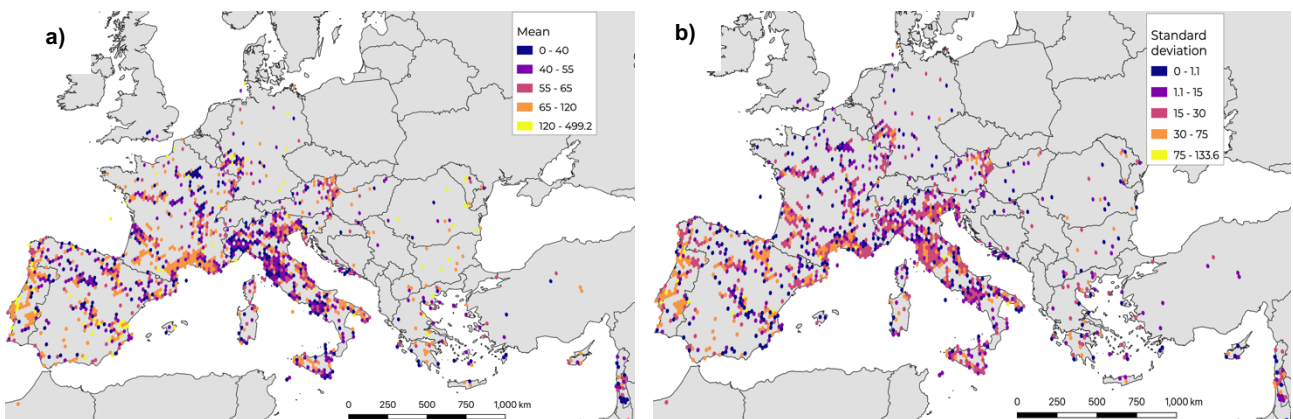 a)
Mean
0 - 40
40 - 55
55 - 65
65 - 120
120 - 499.2
0 250 500 750 1,000 km
b)
Standard
deviation
0 - 1.1
1.1 - 15
15 - 30
30 - 75
75 - 133.6
0 250 500 750 1,000 km